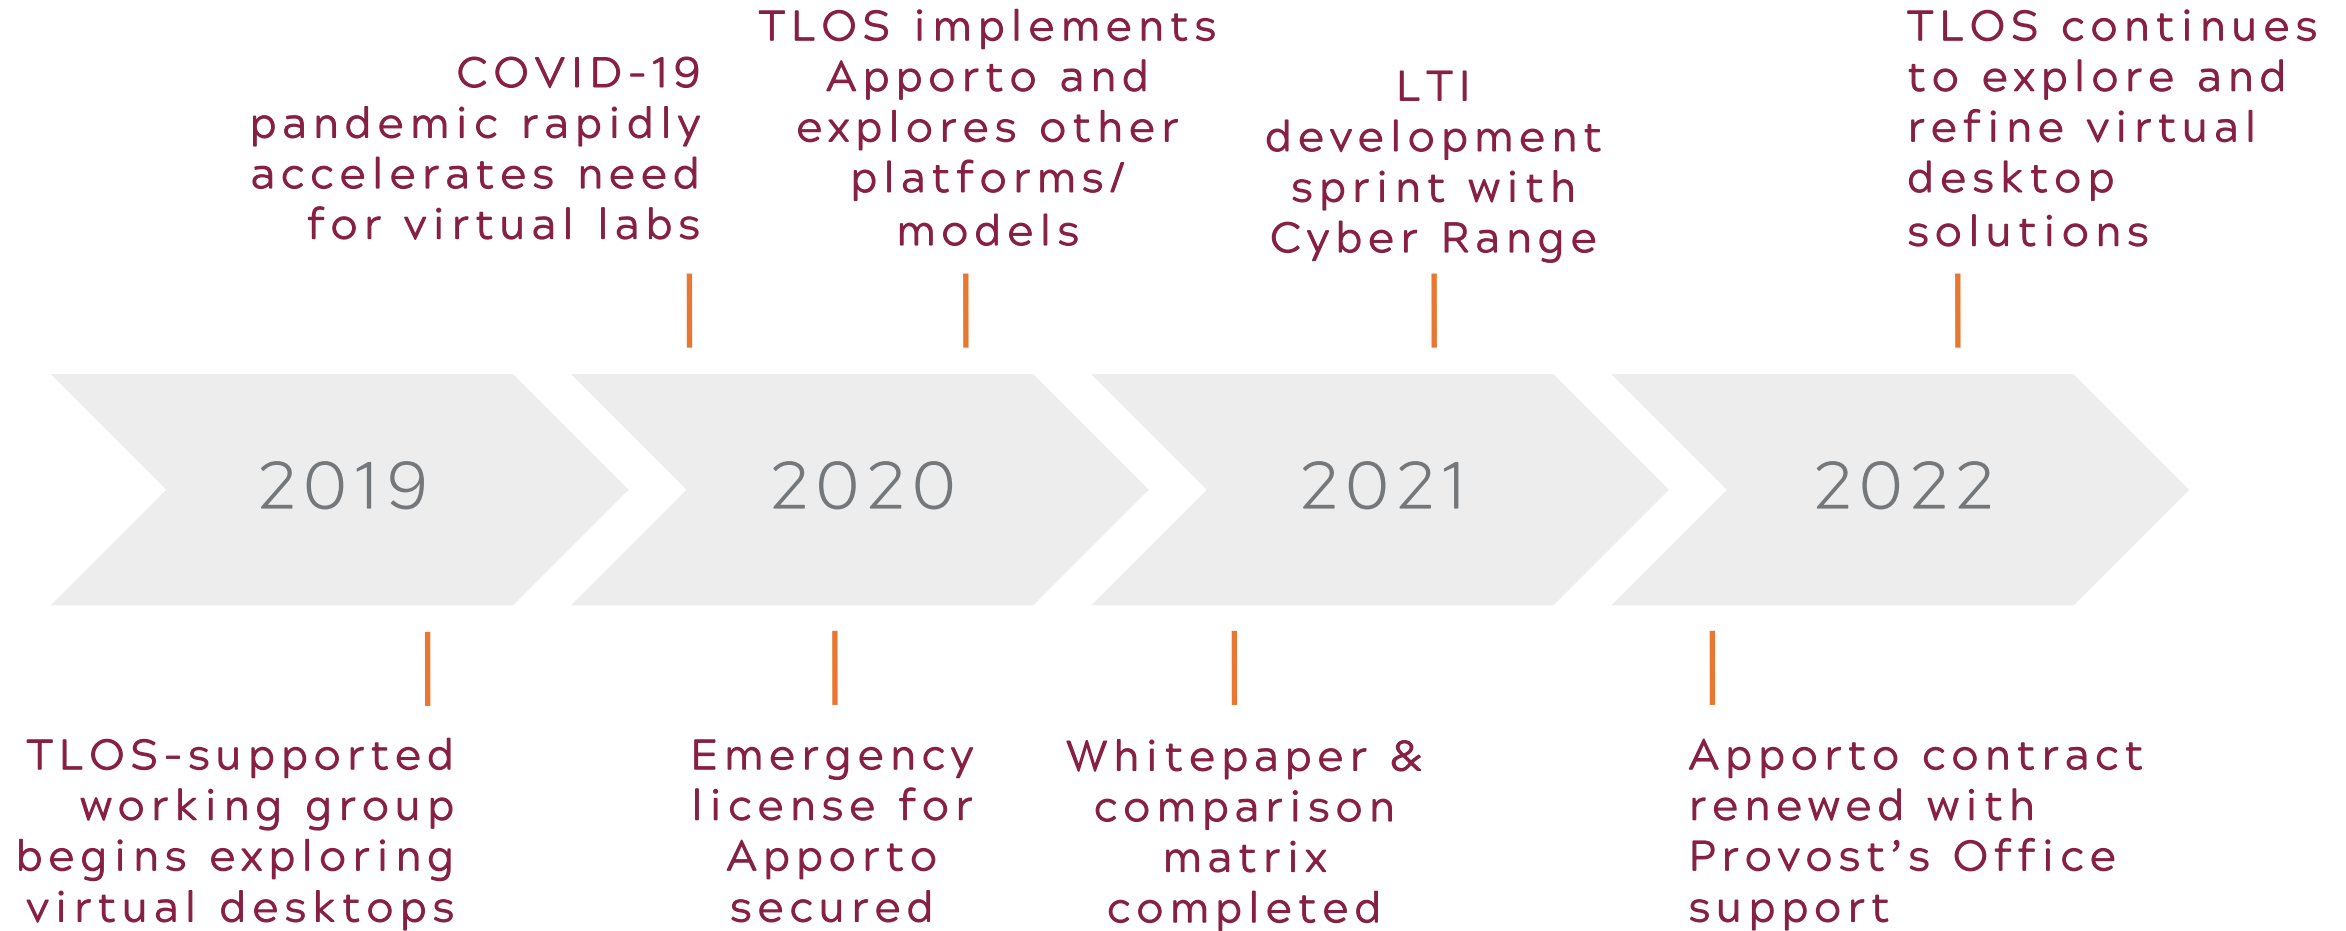 COVID-19
pandemic rapidly
accelerates need
for virtual labs
TLOS implements
Apporto and
explores other
platforms/
models
LTI
development
sprint with
Cyber Range
TLOS continues
to explore and
refine virtual
desktop
solutions
2019
2020
2021
2022
TLOS-supported
working group
begins exploring
virtual desktops
Emergency
license for
Apporto
secured
Whitepaper &
comparison
matrix
completed
Apporto contract
renewed with
Provost’s Office
support